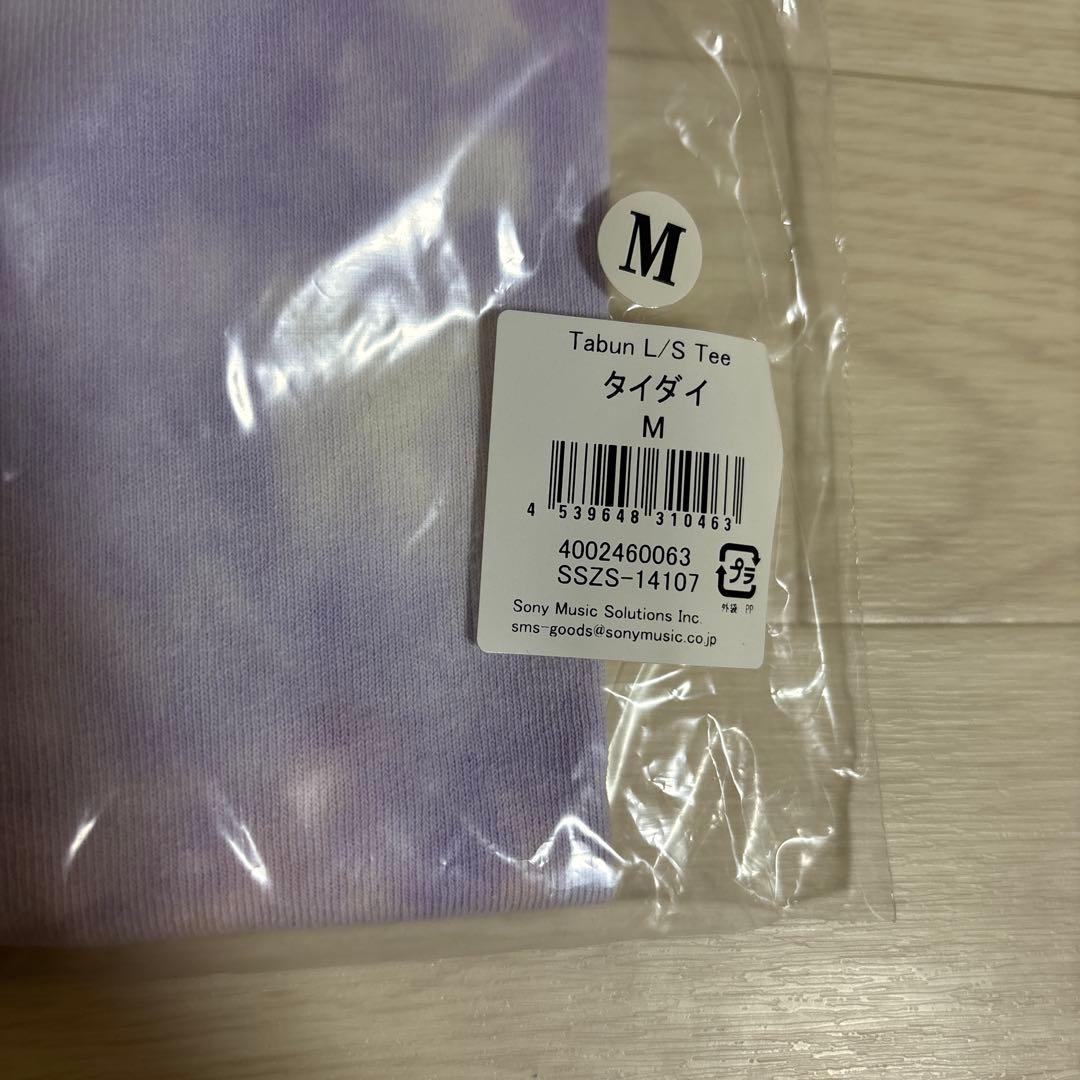 M
Tabun L/S Tee
タイダイ
M
4 539648 310463
4002460063
SSZS-14107
プラ
外袋 PP
Sony Music Solutions Inc.
sms-goods@sonymusic.co.jp